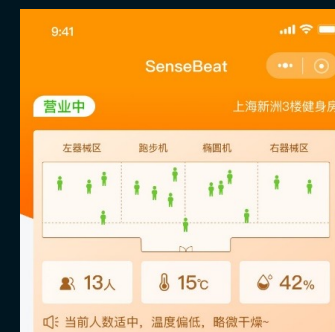 9:41
SenseBeat
营业中
上海新洲3楼健身房
左器械区 跑步机 椭圆机 右器械区
13人 15℃ 42%
当前人数适中，温度偏低，略微干燥~